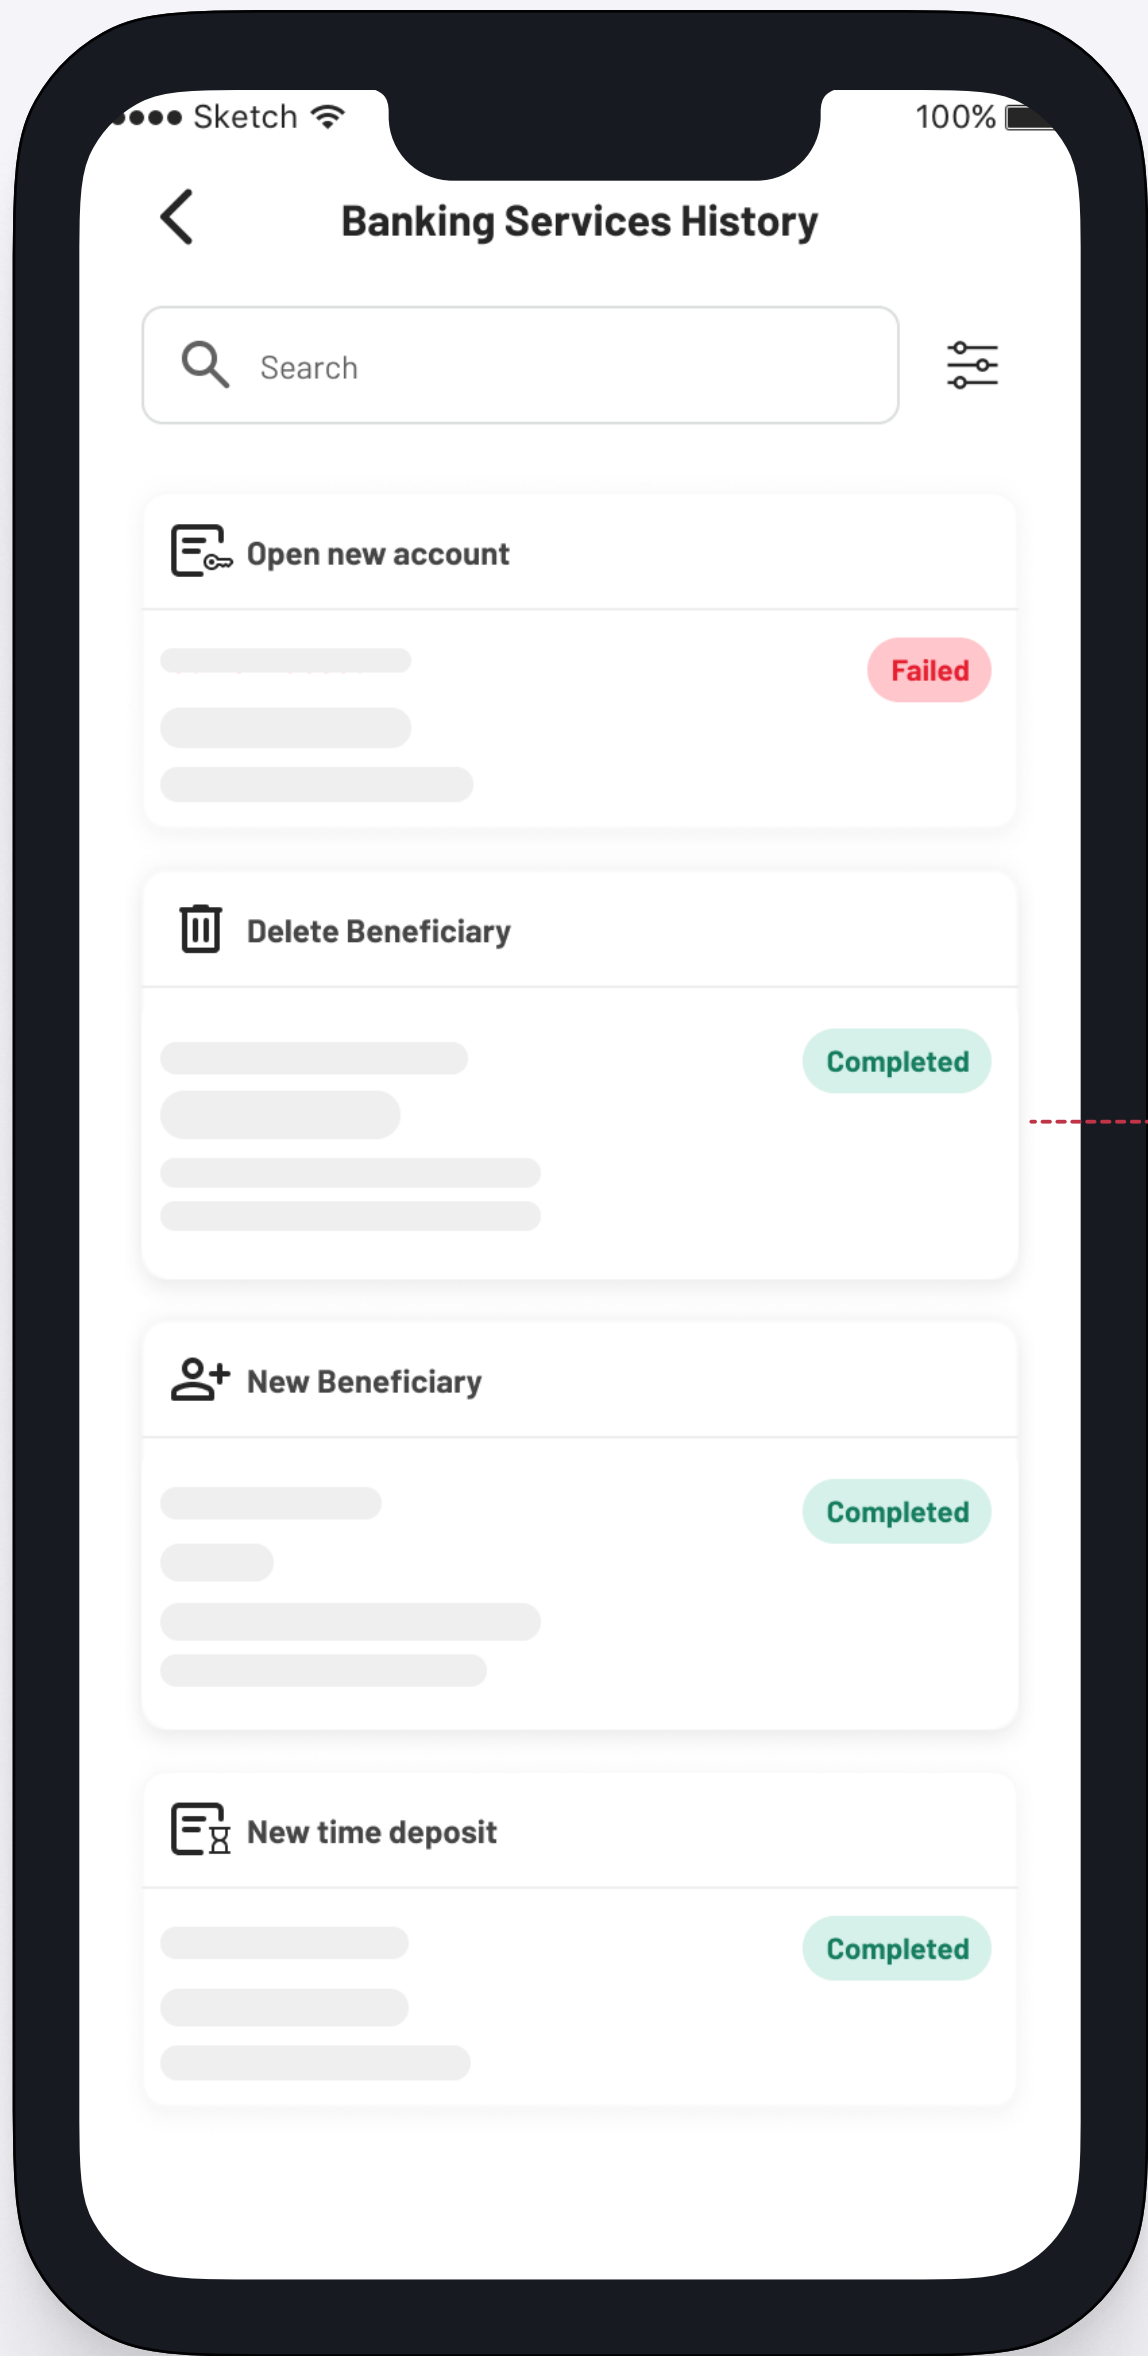 Sketch
100%
Banking Services History
Search
Open new account
Failed
Delete Beneficiary
Completed
New Beneficiary
Completed
New time deposit
Completed